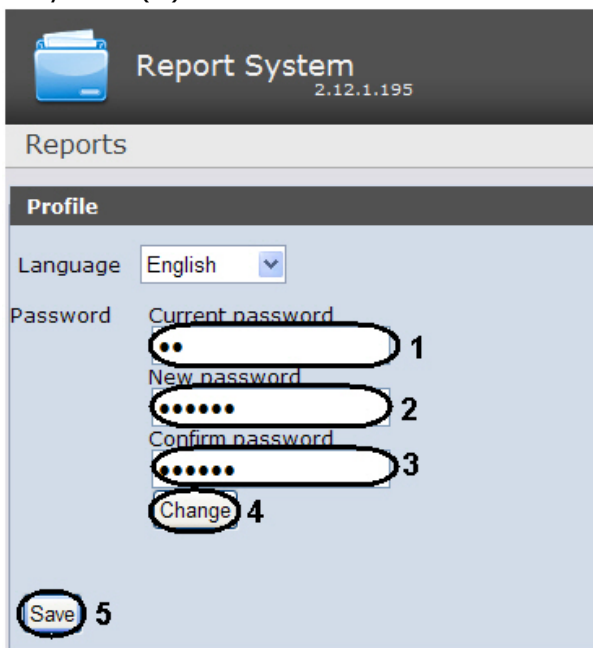 Report System
2.12.1.195
Reports
Profile
Language English
Password Current password
•• 1
New password
•••••• 2
Confirm password
•••••• 3
Change 4
Save 5